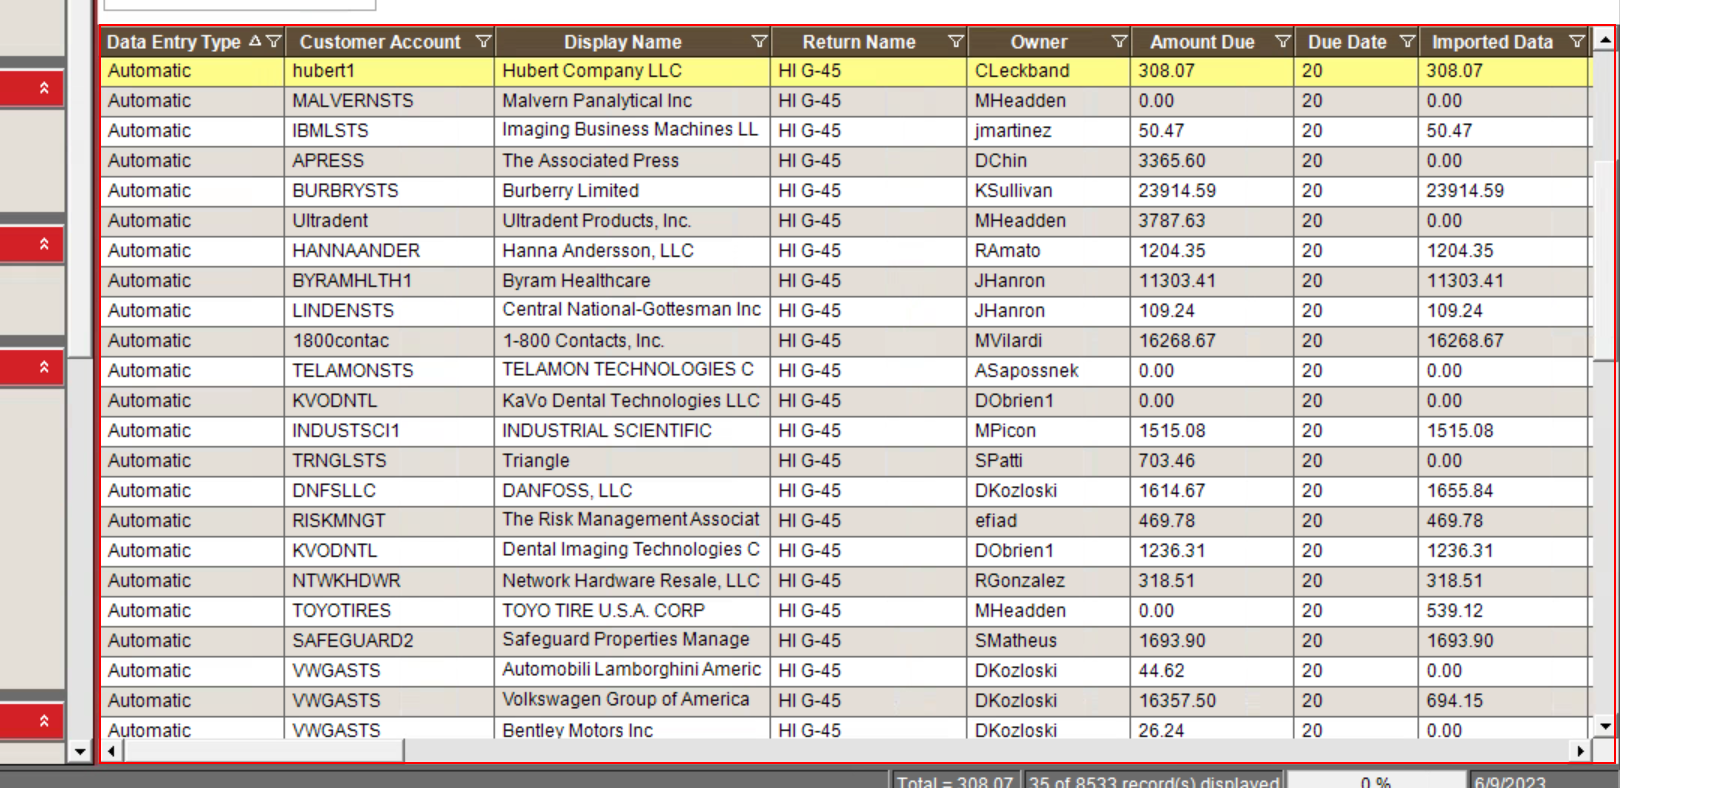 Data Entry Type Customer Account Display Name Return Name Owner Amount Due Due Date Imported Data
Automatic hubert1 Hubert Company LLC HI G-45 CLeckband 308.07 20 308.07
Automatic MALVERNSTS Malvern Panalytical Inc HI G-45 MHeadden 0.00 20 0.00
Automatic IBMLSTS Imaging Business Machines LL HI G-45 jmartinez 50.47 20 50.47
Automatic APRESS The Associated Press HI G-45 DChin 3365.60 20 0.00
Automatic BURBRYSTS Burberry Limited HI G-45 KSullivan 23914.59 20 23914.59
Automatic Ultradent Ultradent Products, Inc. HI G-45 MHeadden 3787.63 20 0.00
Automatic HANNAANDER Hanna Andersson, LLC HI G-45 RAmato 1204.35 20 1204.35
Automatic BYRAMHLTH1 Byram Healthcare HI G-45 JHanron 11303.41 20 11303.41
Automatic LINDENSTS Central National-Gottesman Inc HI G-45 JHanron 109.24 20 109.24
Automatic 1800contac 1-800 Contacts, Inc. HI G-45 MVilardi 16268.67 20 16268.67
Automatic TELAMONSTS TELAMON TECHNOLOGIES C HI G-45 ASapossnek 0.00 20 0.00
Automatic KVODNTL KaVo Dental Technologies LLC HI G-45 DObrien1 0.00 20 0.00
Automatic INDUSTSCI1 INDUSTRIAL SCIENTIFIC HI G-45 MPicon 1515.08 20 1515.08
Automatic TRNGLSTS Triangle HI G-45 SPatti 703.46 20 0.00
Automatic DNFSLLC DANFOSS, LLC HI G-45 DKozloski 1614.67 20 1655.84
Automatic RISKMNGT The Risk Management Associat HI G-45 efiad 469.78 20 469.78
Automatic KVODNTL Dental Imaging Technologies C HI G-45 DObrien1 1236.31 20 1236.31
Automatic NTWKHDWR Network Hardware Resale, LLC HI G-45 RGonzalez 318.51 20 318.51
Automatic TOYOTIRES TOYO TIRE U.S.A. CORP HI G-45 MHeadden 0.00 20 539.12
Automatic SAFEGUARD2 Safeguard Properties Manage HI G-45 SMatheus 1693.90 20 1693.90
Automatic VWGASTS Automobili Lamborghini Americ HI G-45 DKozloski 44.62 20 0.00
Automatic VWGASTS Volkswagen Group of America HI G-45 DKozloski 16357.50 20 694.15
Automatic VWGASTS Bentley Motors Inc HI G-45 DKozloski 26.24 20 0.00
Total = 308.07 35 of 8533 record(s) displayed 0 % 6/9/2023